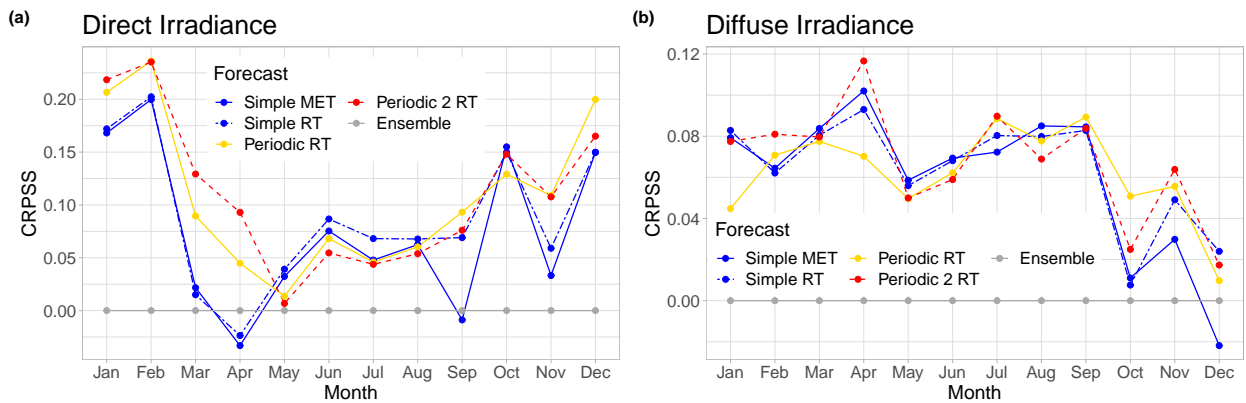 (a) Direct Irradiance
CRPSS
0.20
0.15
0.10
0.05
0.00
Forecast
Simple MET
Simple RT
Periodic RT
Periodic 2 RT
Ensemble
Jan Feb Mar Apr May Jun Jul Aug Sep Oct Nov Dec
Month
(b) Diffuse Irradiance
CRPSS
0.12
0.08
0.04
0.00
Forecast
Simple MET
Simple RT
Periodic RT
Periodic 2 RT
Ensemble
Jan Feb Mar Apr May Jun Jul Aug Sep Oct Nov Dec
Month